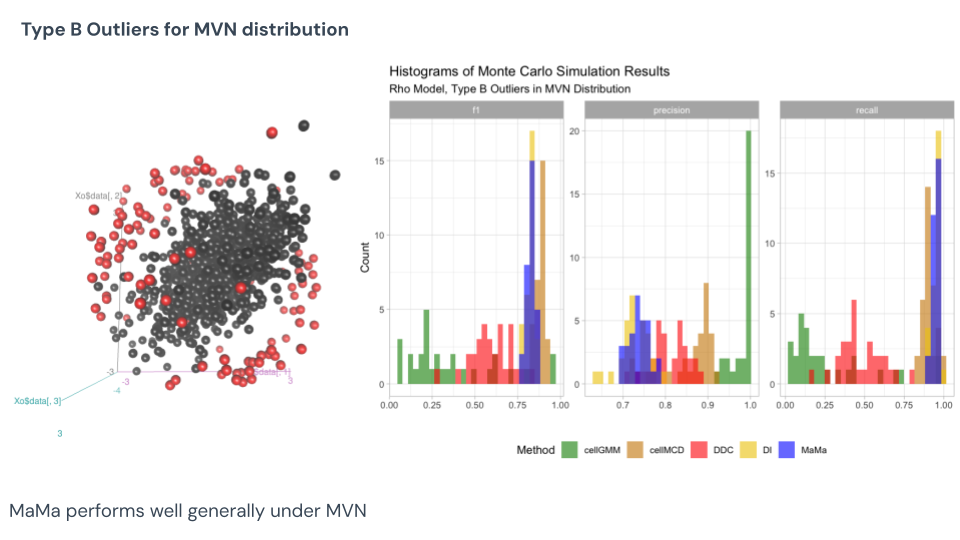 Type B Outliers for MVN distribution
Histograms of Monte Carlo Simulation Results
Rho Model, Type B Outliers in MVN Distribution
f1 precision recall
Xo$data[, 2]
-3
-3
-4
3
Xo$data[, 3]
3
Count
15
10
5
0
0.00 0.25 0.50 0.75 1.00
20
15
10
5
0
0.7 0.8 0.9 1.0
15
10
5
0
0.00 0.25 0.50 0.75 1.00
Method cellGMM cellMCD DDC DI MaMa
MaMa performs well generally under MVN